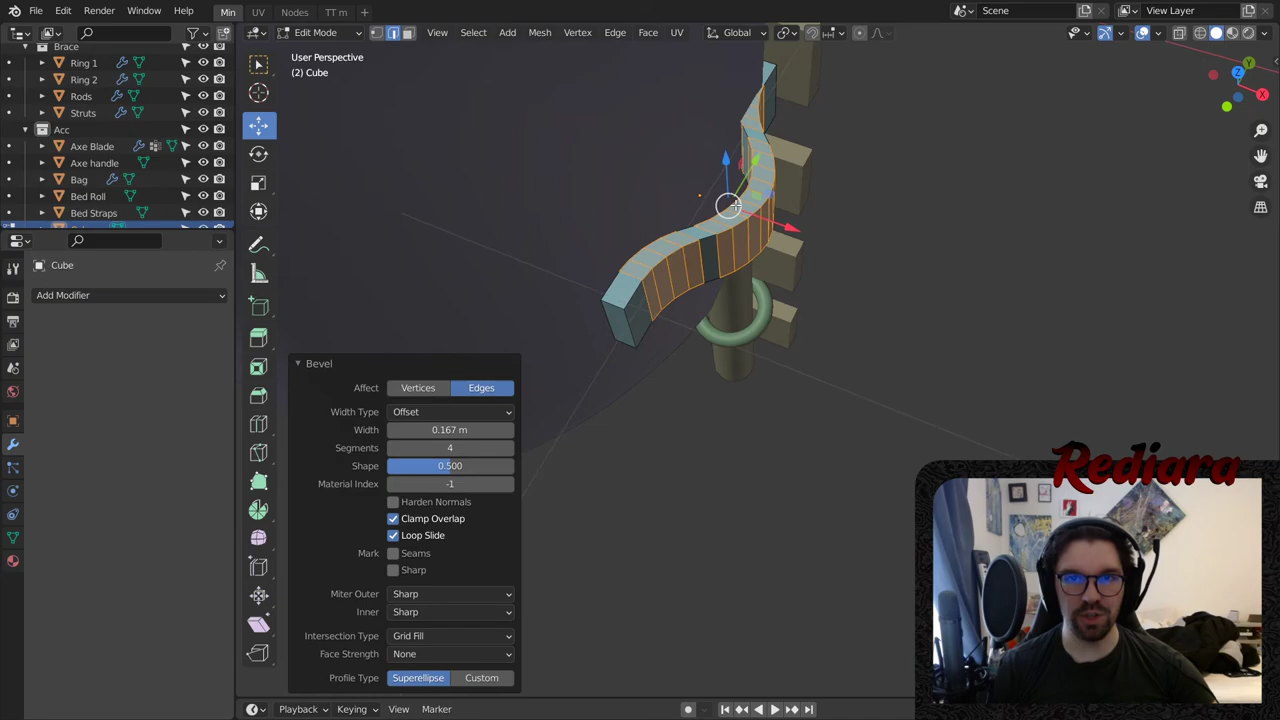 File Edit Render Window Help Min UV Nodes TT m + Scene View Layer
Edit Mode View Select Add Mesh Vertex Edge Face UV Global
Brace
Ring 1
Ring 2
Rods
Struts
Acc
Axe Blade
Axe handle
Bag
Bed Roll
Bed Straps
User Perspective
(2) Cube
Y
Z
X
Cube
Add Modifier
Bevel
Affect Vertices Edges
Width Type Offset
Width 0.167 m
Segments 4
Shape 0.500
Material Index -1
Harden Normals
Clamp Overlap
Loop Slide
Mark Seams
Sharp
Miter Outer Sharp
Inner Sharp
Intersection Type Grid Fill
Face Strength None
Profile Type Superellipse Custom
Rediara
Playback Keying View Marker